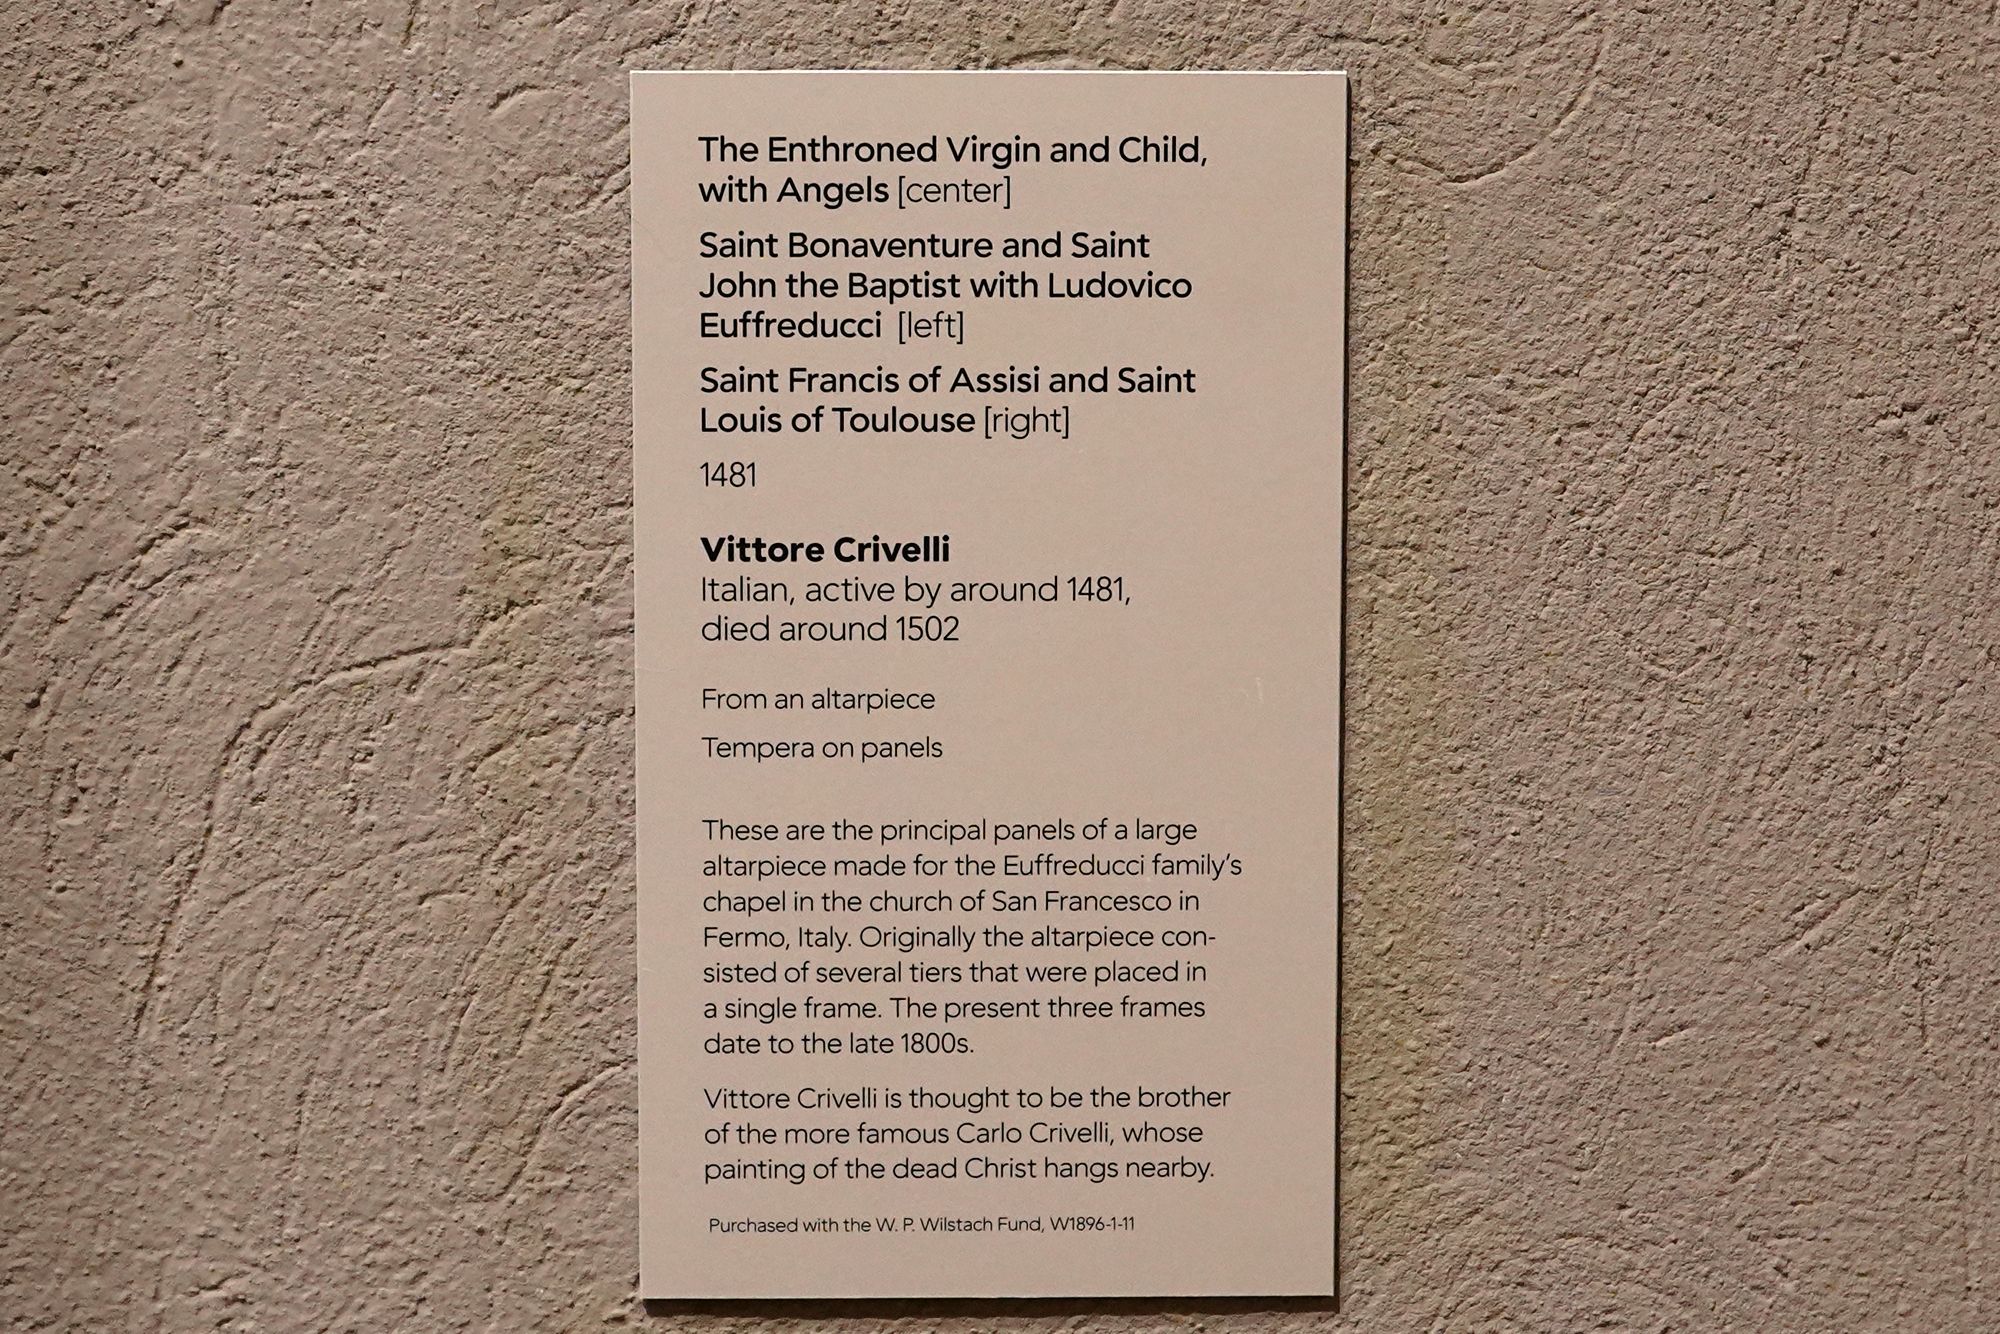 The Enthroned Virgin and Child,
with Angels [center]
Saint Bonaventure and Saint
John the Baptist with Ludovico
Euffreducci [left]
Saint Francis of Assisi and Saint
Louis of Toulouse [right]
1481
Vittore Crivelli
Italian, active by around 1481,
died around 1502
From an altarpiece
Tempera on panels
These are the principal panels of a large
altarpiece made for the Euffreducci family’s
chapel in the church of San Francesco in
Fermo, Italy. Originally the altarpiece con-
sisted of several tiers that were placed in
a single frame. The present three frames
date to the late 1800s.
Vittore Crivelli is thought to be the brother
of the more famous Carlo Crivelli, whose
painting of the dead Christ hangs nearby.
Purchased with the W. P. Wilstach Fund, W1896-1-11